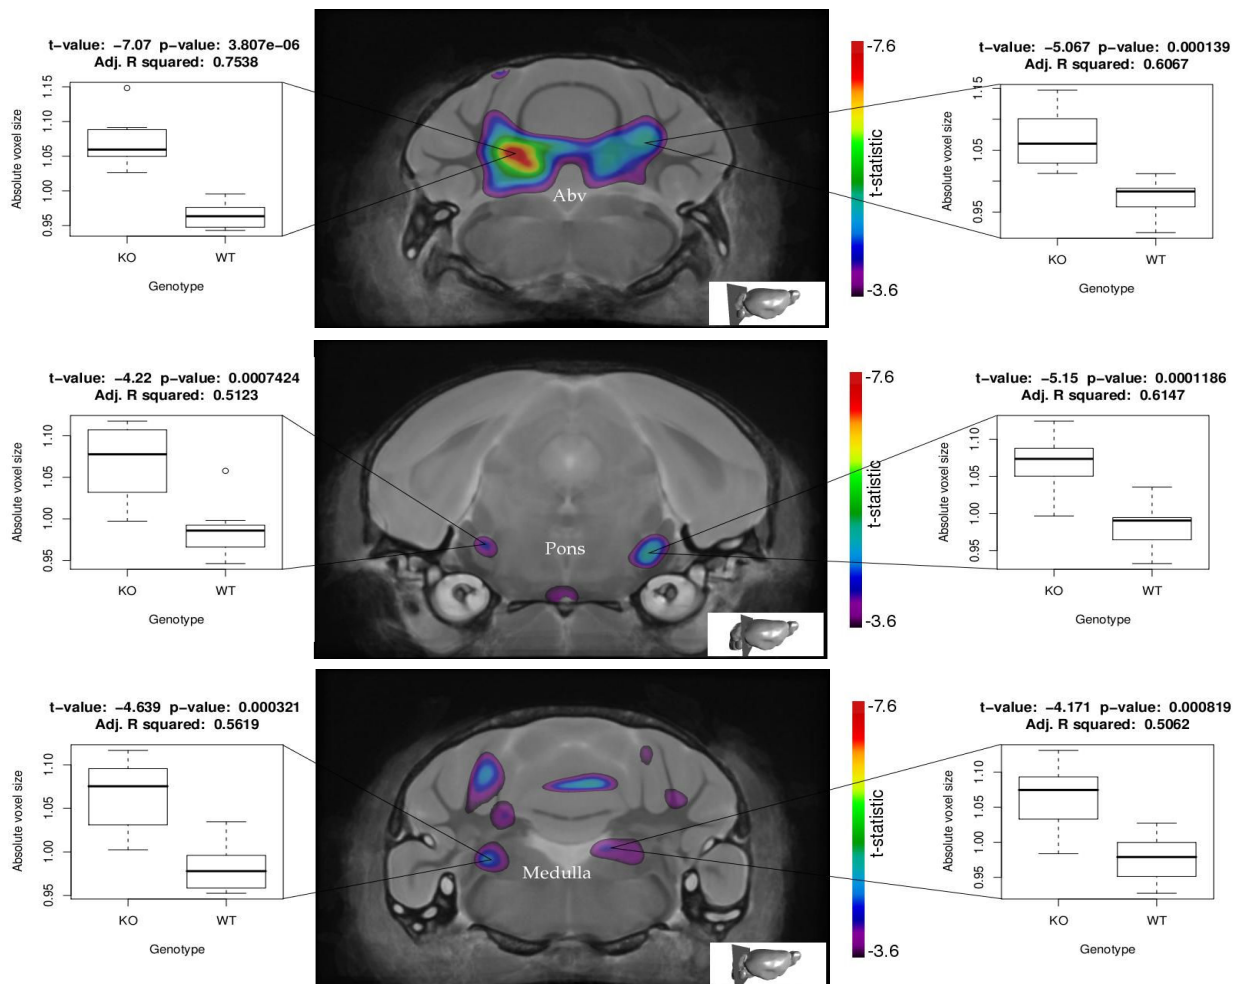 t-value: -7.07 p-value: 3.807e-06
Adj. R squared: 0.7538
Absolute voxel size
1.15
1.10
1.05
1.00
0.95
KO
WT
Genotype
Abv
-7.6
t-statistic
-3.6
t-value: -5.067 p-value: 0.000139
Adj. R squared: 0.6067
Absolute voxel size
1.15
1.05
0.95
KO
WT
Genotype
t-value: -4.22 p-value: 0.0007424
Adj. R squared: 0.5123
Absolute voxel size
1.10
1.05
1.00
0.95
KO
WT
Genotype
Pons
-7.6
t-statistic
-3.6
t-value: -5.15 p-value: 0.0001186
Adj. R squared: 0.6147
Absolute voxel size
1.10
1.05
1.00
0.95
KO
WT
Genotype
t-value: -4.639 p-value: 0.000321
Adj. R squared: 0.5619
Absolute voxel size
1.10
1.05
1.00
0.95
KO
WT
Genotype
Medulla
-7.6
t-statistic
-3.6
t-value: -4.171 p-value: 0.000819
Adj. R squared: 0.5062
Absolute voxel size
1.10
1.05
1.00
0.95
KO
WT
Genotype